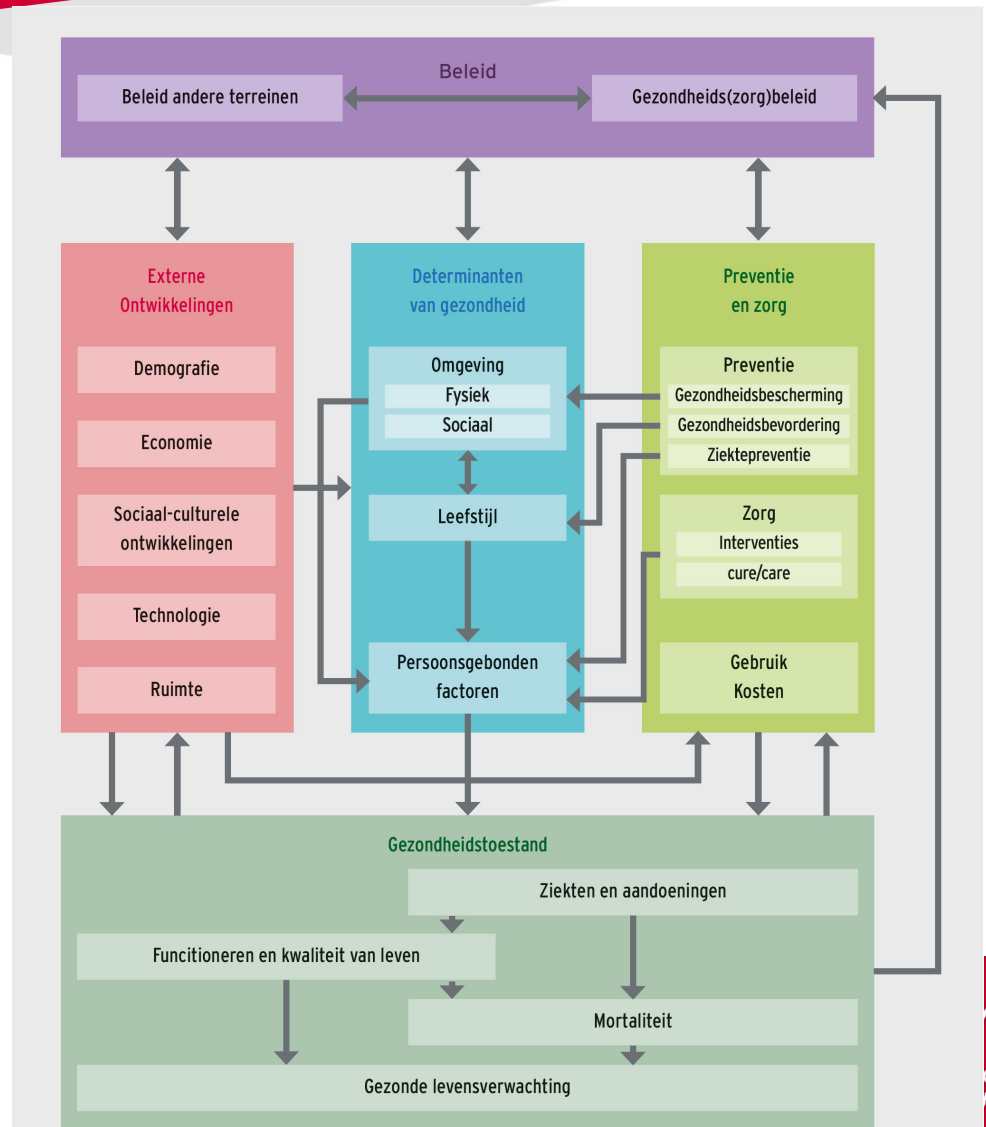 Beleid
Beleid andere terreinen
Gezondheids(zorg)beleid
Externe
Ontwikkelingen
Demografie
Economie
Sociaal-culturele
ontwikkelingen
Technologie
Ruimte
Determinanten
van gezondheid
Omgeving
Fysiek
Sociaal
Leefstijl
Persoonsgebonden
factoren
Preventie
en zorg
Preventie
Gezondheidsbescherming
Gezondheidsbevordering
Ziektepreventie
Zorg
Interventies
cure/care
Gebruik
Kosten
Gezondheidstoestand
Ziekten en aandoeningen
Funcitioneren en kwaliteit van leven
Mortaliteit
Gezonde levensverwachting